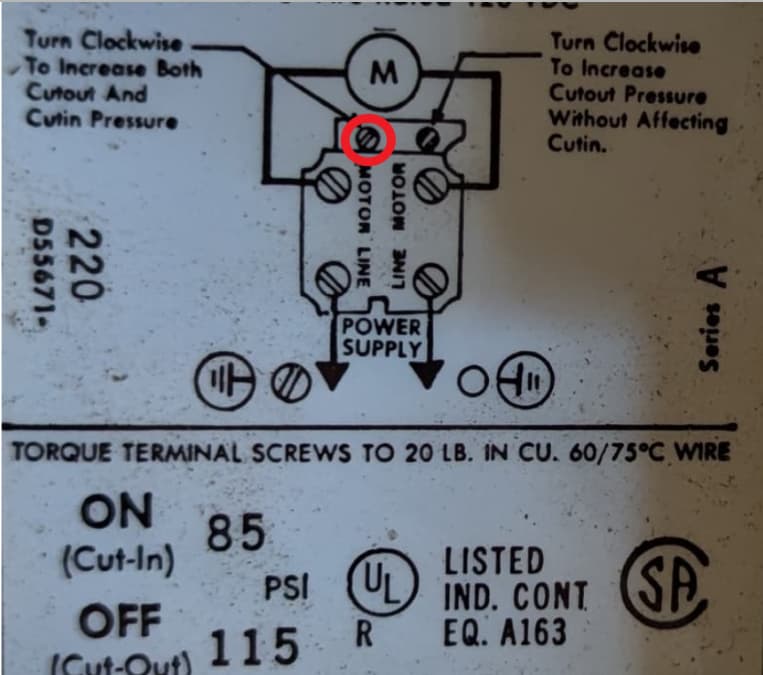 Turn Clockwise
To Increase Both
Cutout And
Cutin Pressure
M
Turn Clockwise
To Increase
Cutout Pressure
Without Affecting
Cutin.
MOTOR LINE
LINE MOTOR
220
D55671-
Series A
POWER
SUPPLY
TORQUE TERMINAL SCREWS TO 20 LB. IN CU. 60/75°C WIRE
ON 85
(Cut-In)
PSI
OFF 115
(Cut-Out)
UL
R
LISTED
IND. CONT.
EQ. A163
SA